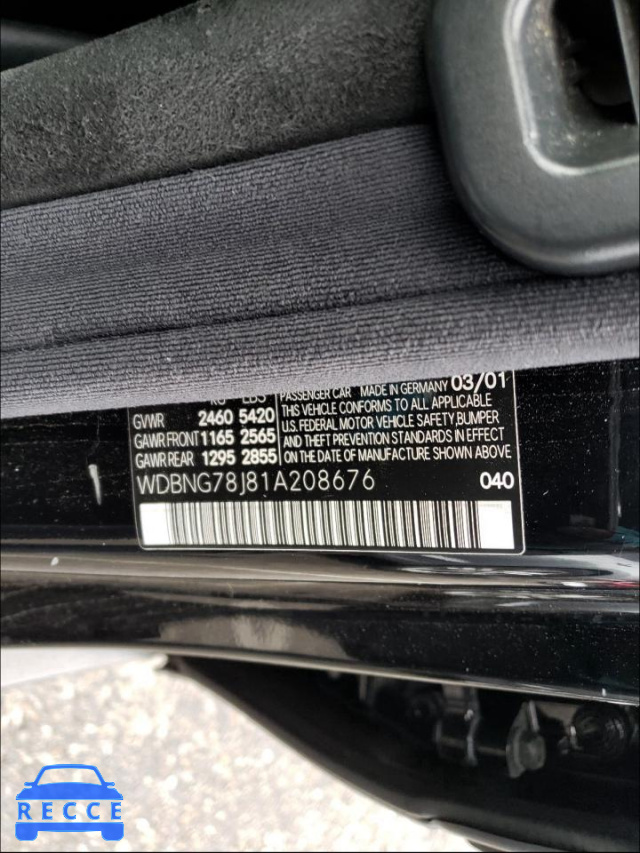 KG LBS
GVWR 2460 5420
GAWR FRONT 1165 2565
GAWR REAR 1295 2855
PASSENGER CAR MADE IN GERMANY 03/01
THIS VEHICLE CONFORMS TO ALL APPLICABLE
U.S. FEDERAL MOTOR VEHICLE SAFETY, BUMPER
AND THEFT PREVENTION STANDARDS IN EFFECT
ON THE DATE OF MANUFACTURE SHOWN ABOVE
WDBNG78J81A208676 040
RECCE